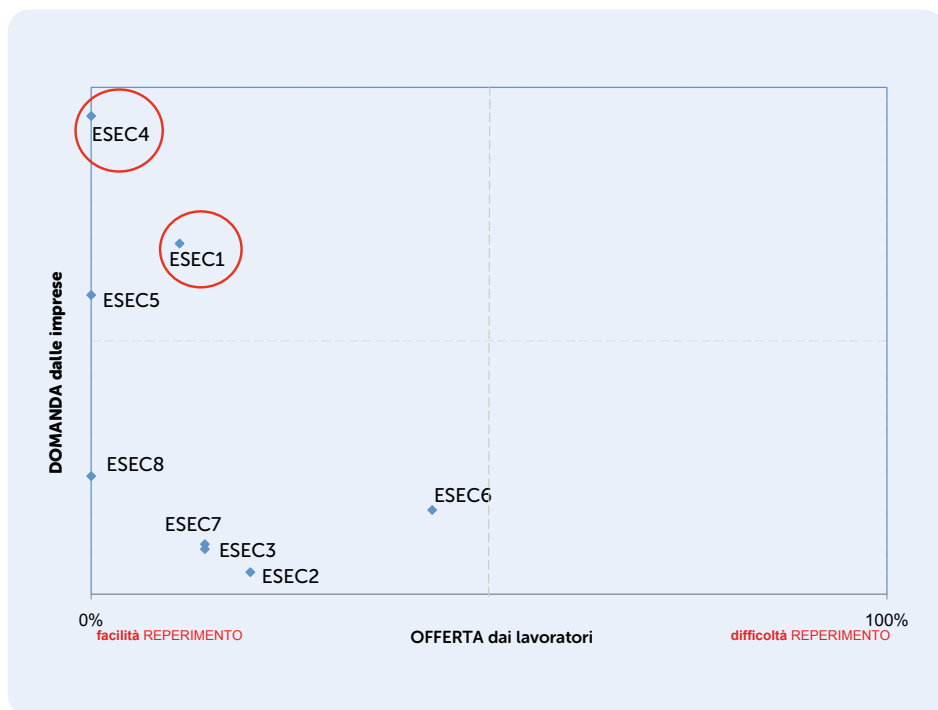 ESEC4
ESEC1
ESEC5
DOMANDA dalle imprese
ESEC8
ESEC6
ESEC7
ESEC3
ESEC2
0%
100%
facilità REPERIMENTO
OFFERTA dai lavoratori
difficoltà REPERIMENTO